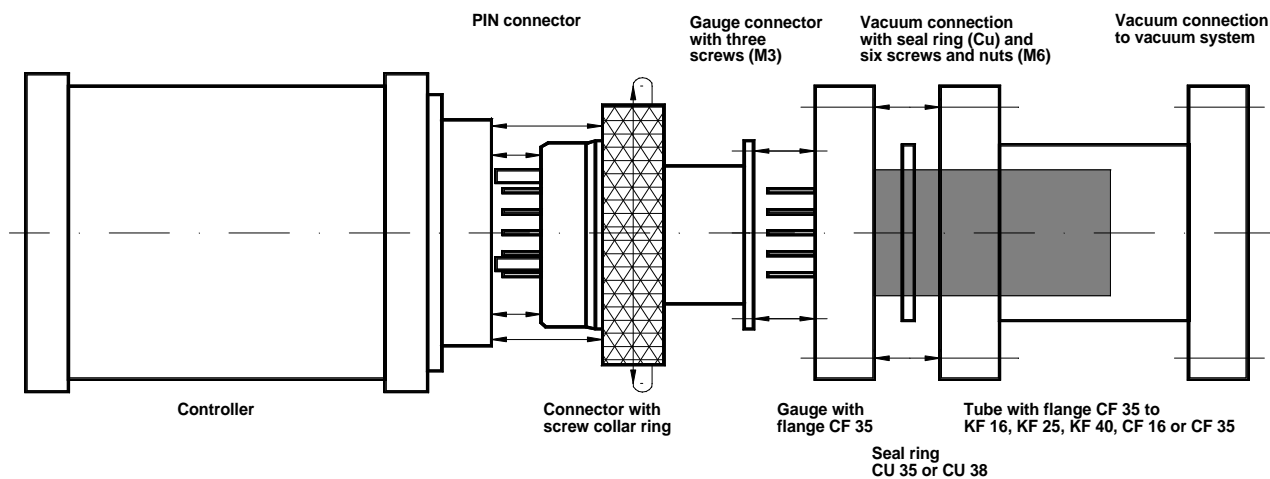 PIN connector
Gauge connector
with three
screws (M3)
Vacuum connection
with seal ring (Cu) and
six screws and nuts (M6)
Vacuum connection
to vacuum system
Controller
Connector with
screw collar ring
Gauge with
flange CF 35
Tube with flange CF 35 to
KF 16, KF 25, KF 40, CF 16 or CF 35
Seal ring
CU 35 or CU 38